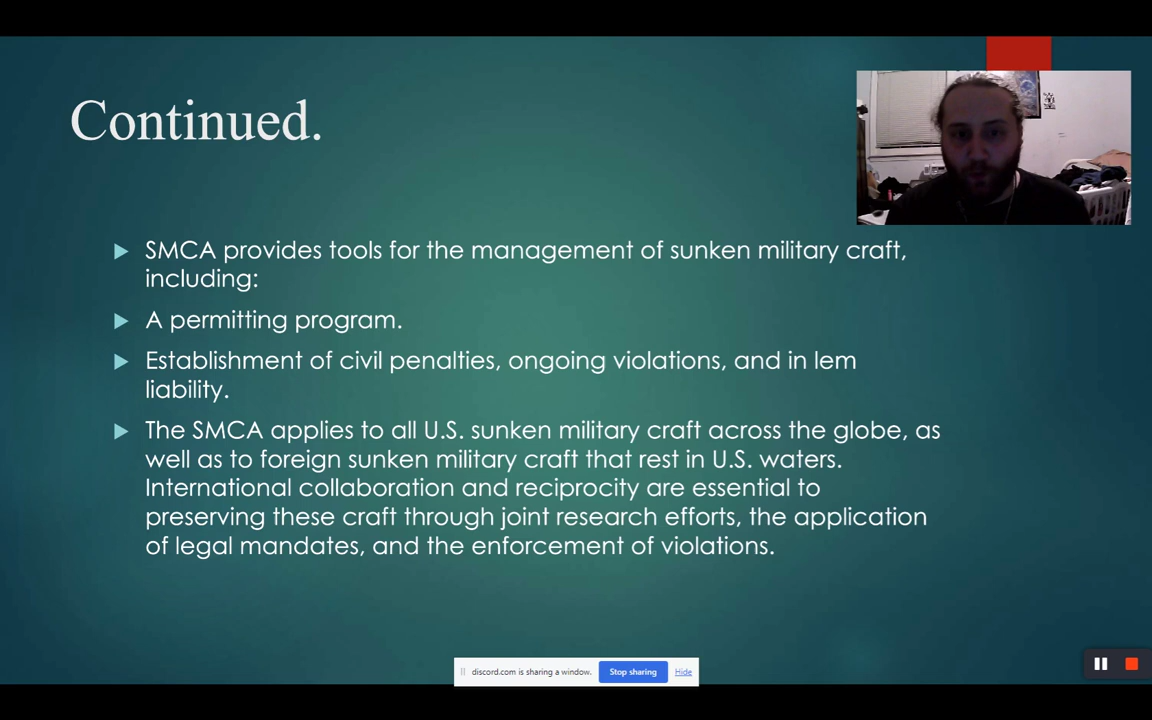 Continued.
SMCA provides tools for the management of sunken military craft,
including:
A permitting program.
Establishment of civil penalties, ongoing violations, and in lem
liability.
The SMCA applies to all U.S. sunken military craft across the globe, as
well as to foreign sunken military craft that rest in U.S. waters.
International collaboration and reciprocity are essential to
preserving these craft through joint research efforts, the application
of legal mandates, and the enforcement of violations.
discord.com is sharing a window. Stop sharing Hide